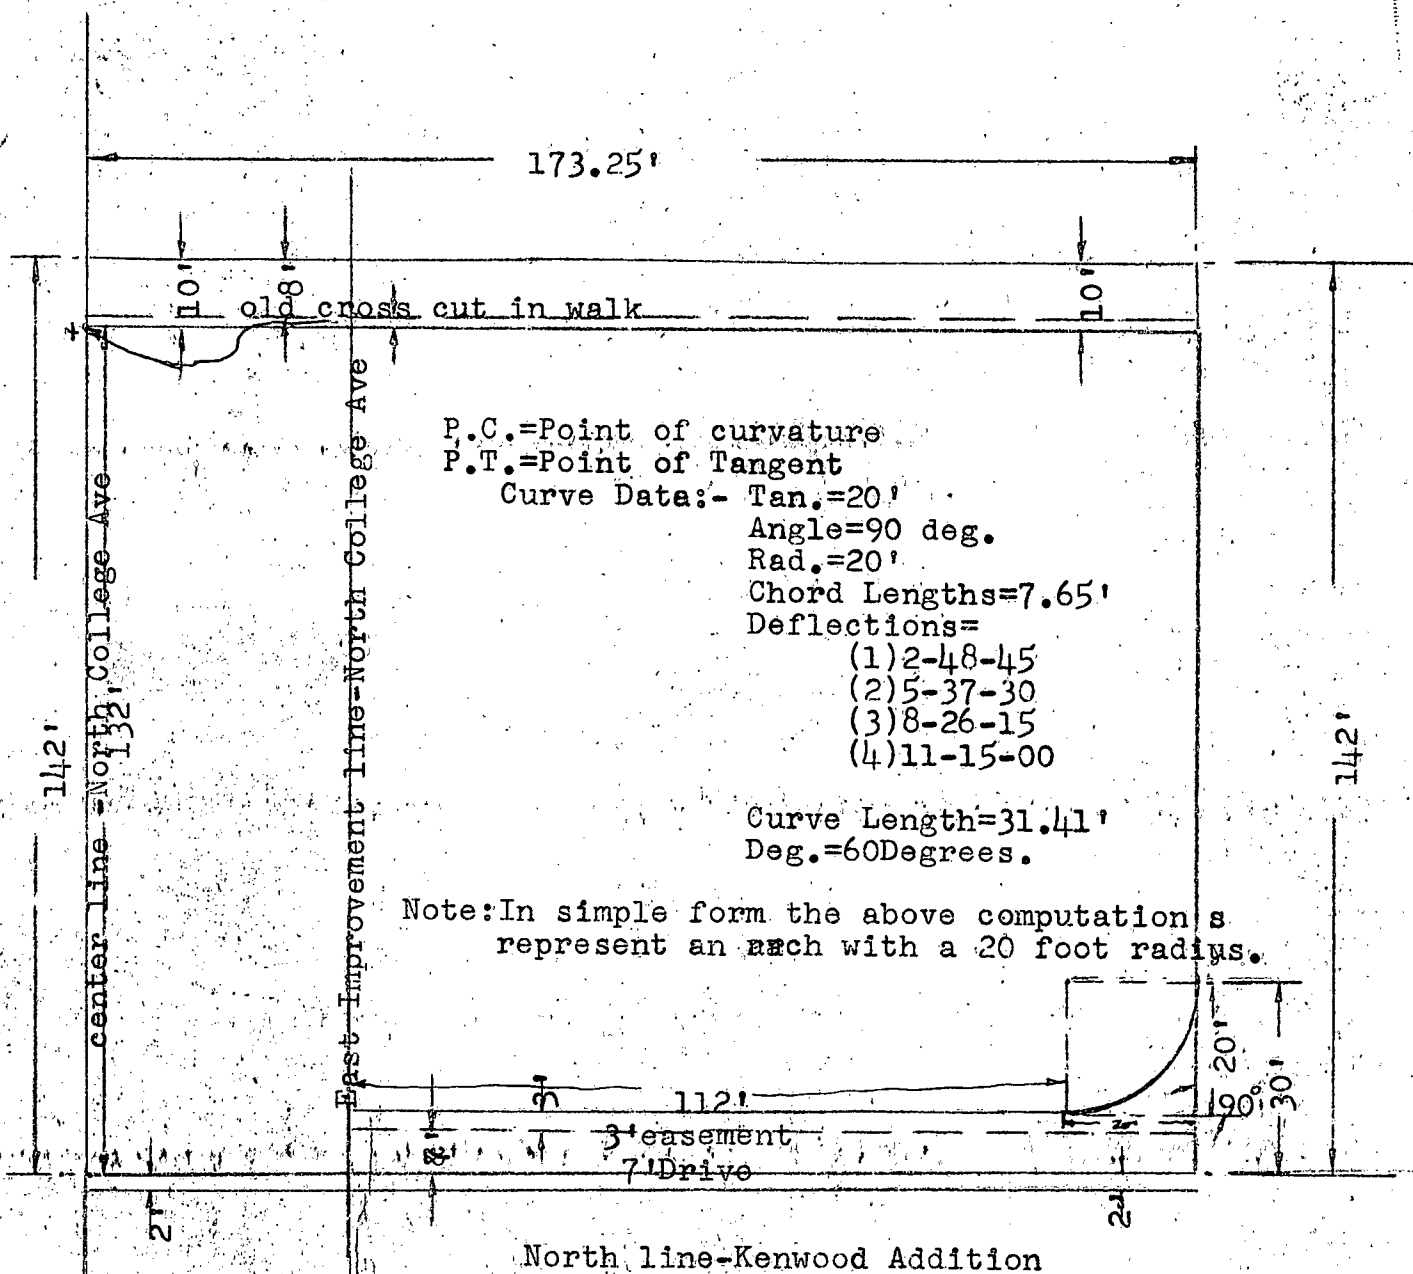 173.25'
10'
8'
10'
old cross cut in walk
P.C.=Point of curvature
P.T.=Point of Tangent
Curve Data:- Tan.=20'
Angle=90 deg.
Rad.=20'
Chord Lengths=7.65'
Deflections=
(1)2-48-45
(2)5-37-30
(3)8-26-15
(4)11-15-00
Curve Length=31.41'
Deg.=60Degrees.
Note:In simple form the above computation s
represent an arch with a 20 foot radius.
142'
center line -North College Ave
132'
East Improvement line-North College Ave
142'
20'
30'
90°
20'
3'
112'
3'easement
7'Drive
2'
2'
North line-Kenwood Addition